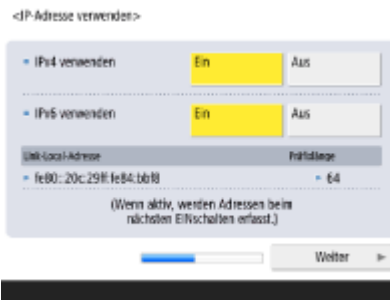 <IP-Adresse verwenden>
IPv4 verwenden Ein Aus
IPv6 verwenden Ein Aus
Link-Local-Adresse Präfixlänge
fe80::20c:29ff:fe84:bbf8 64
(Wenn aktiv, werden Adressen beim
nächsten EINschalten erfasst.)
Weiter